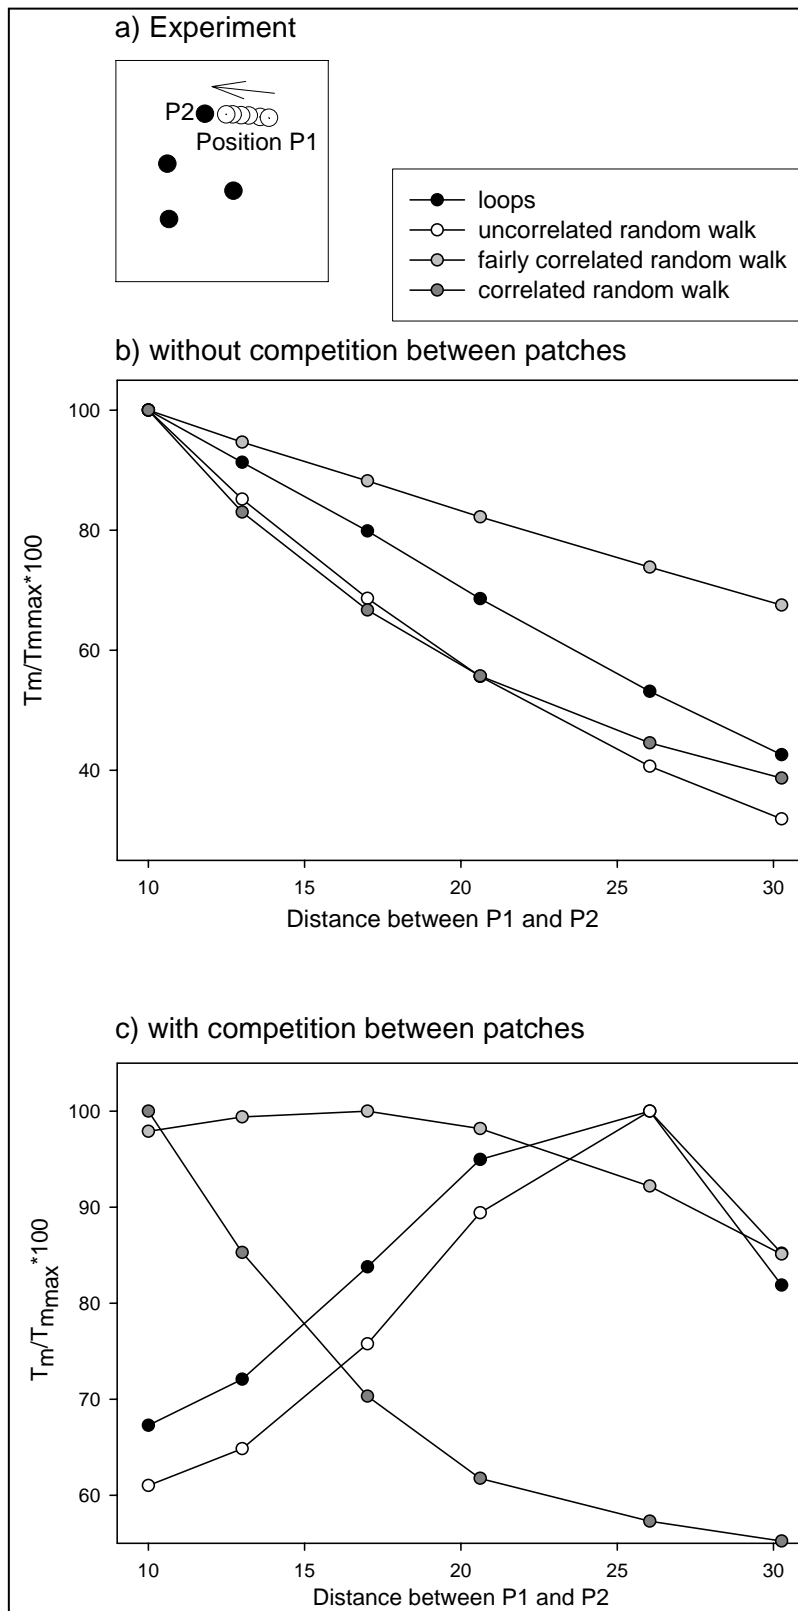 a) Experiment
P2
Position P1
loops
uncorrelated random walk
fairly correlated random walk
correlated random walk
b) without competition between patches
100
80
60
40
Tm/Tmmax*100
10 15 20 25 30
Distance between P1 and P2
c) with competition between patches
100
90
80
70
60
Tm/Tmmax*100
10 15 20 25 30
Distance between P1 and P2